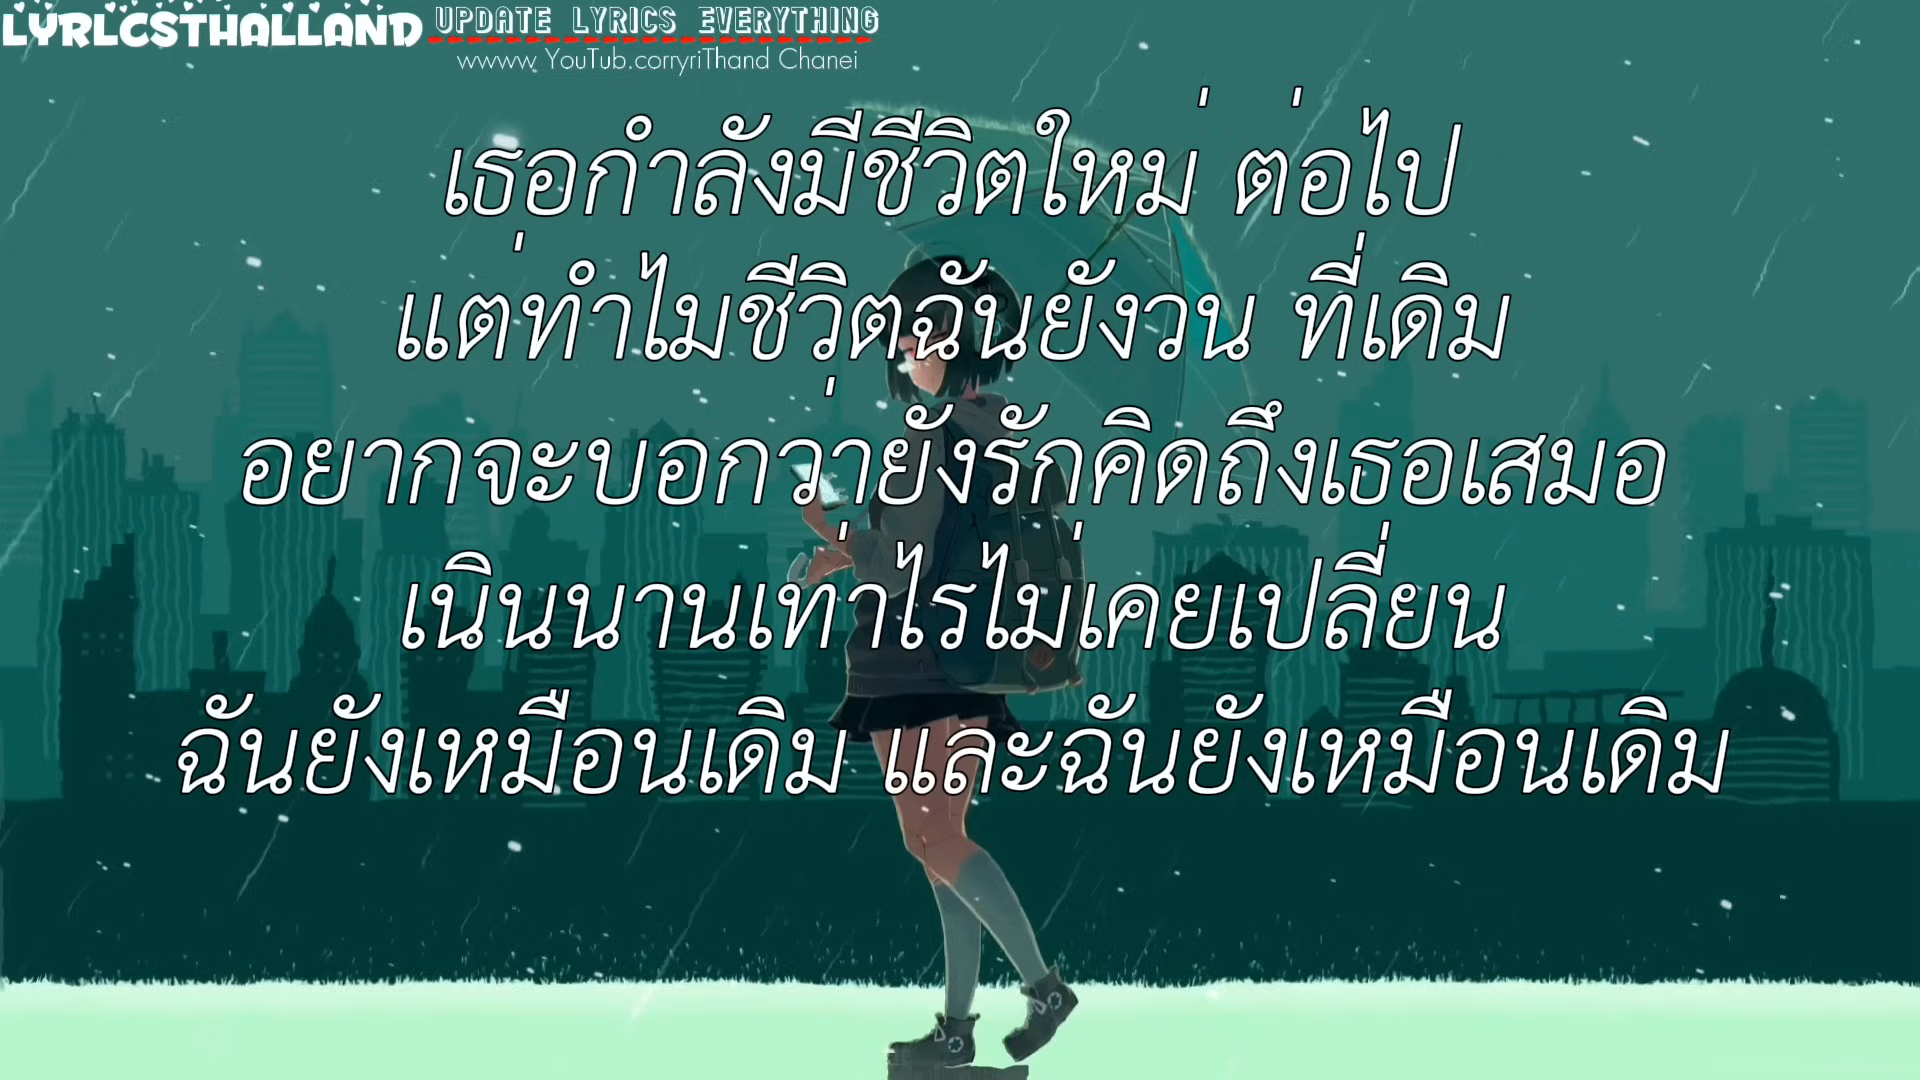 LYRLCSTHALLAND
UPDATE LYRICS EVERYTHING
wwww YouTub.corryriThand Chanei
เธอกำลังมีชีวิตใหม่ ต่อไป
แต่ทำไมชีวิตฉันยังวน ที่เดิม
อยากจะบอกว่ายังรักคิดถึงเธอเสมอ
เนินนานเท่าไรไม่เคยเปลี่ยน
ฉันยังเหมือนเดิม และฉันยังเหมือนเดิม